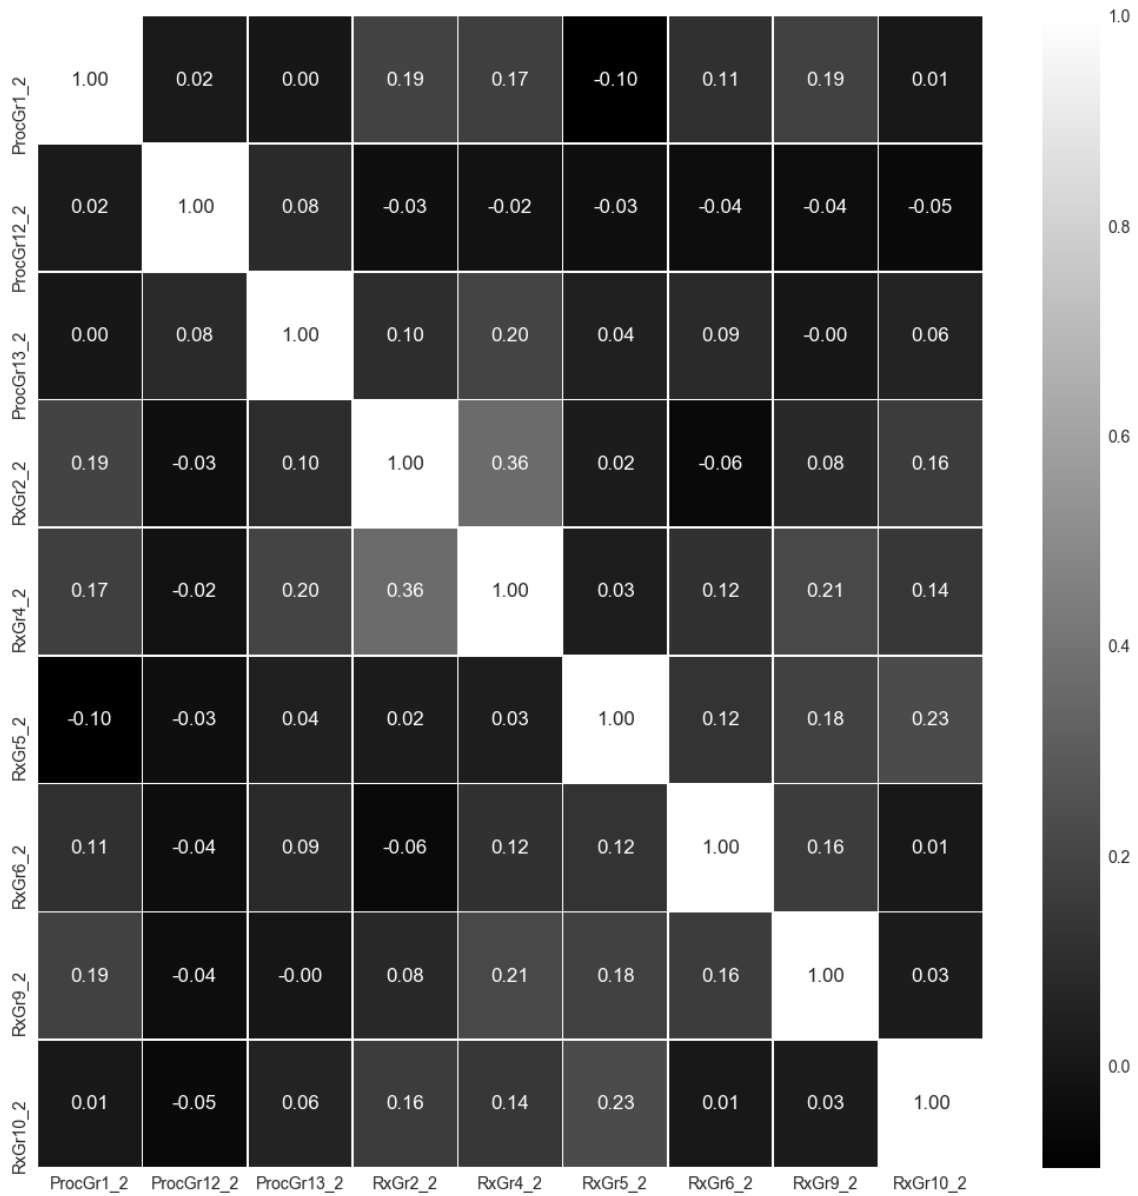 ProcGr1_2 1.00 0.02 0.00 0.19 0.17 -0.10 0.11 0.19 0.01
ProcGr12_2 0.02 1.00 0.08 -0.03 -0.02 -0.03 -0.04 -0.04 -0.05
ProcGr13_2 0.00 0.08 1.00 0.10 0.20 0.04 0.09 -0.00 0.06
RxGr2_2 0.19 -0.03 0.10 1.00 0.36 0.02 -0.06 0.08 0.16
RxGr4_2 0.17 -0.02 0.20 0.36 1.00 0.03 0.12 0.21 0.14
RxGr5_2 -0.10 -0.03 0.04 0.02 0.03 1.00 0.12 0.18 0.23
RxGr6_2 0.11 -0.04 0.09 -0.06 0.12 0.12 1.00 0.16 0.01
RxGr9_2 0.19 -0.04 -0.00 0.08 0.21 0.18 0.16 1.00 0.03
RxGr10_2 0.01 -0.05 0.06 0.16 0.14 0.23 0.01 0.03 1.00
ProcGr1_2 ProcGr12_2 ProcGr13_2 RxGr2_2 RxGr4_2 RxGr5_2 RxGr6_2 RxGr9_2 RxGr10_2
1.0
0.8
0.6
0.4
0.2
0.0